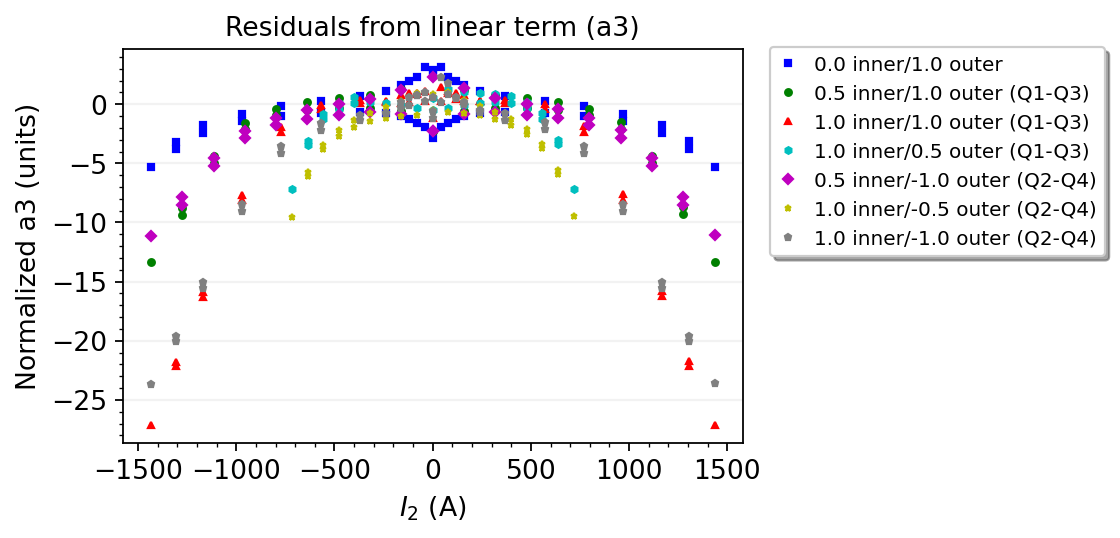 Residuals from linear term (a3)
Normalized a3 (units)
0
−5
−10
−15
−20
−25
−1500 −1000 −500 0 500 1000 1500
I₂ (A)
0.0 inner/1.0 outer
0.5 inner/1.0 outer (Q1-Q3)
1.0 inner/1.0 outer (Q1-Q3)
1.0 inner/0.5 outer (Q1-Q3)
0.5 inner/-1.0 outer (Q2-Q4)
1.0 inner/-0.5 outer (Q2-Q4)
1.0 inner/-1.0 outer (Q2-Q4)